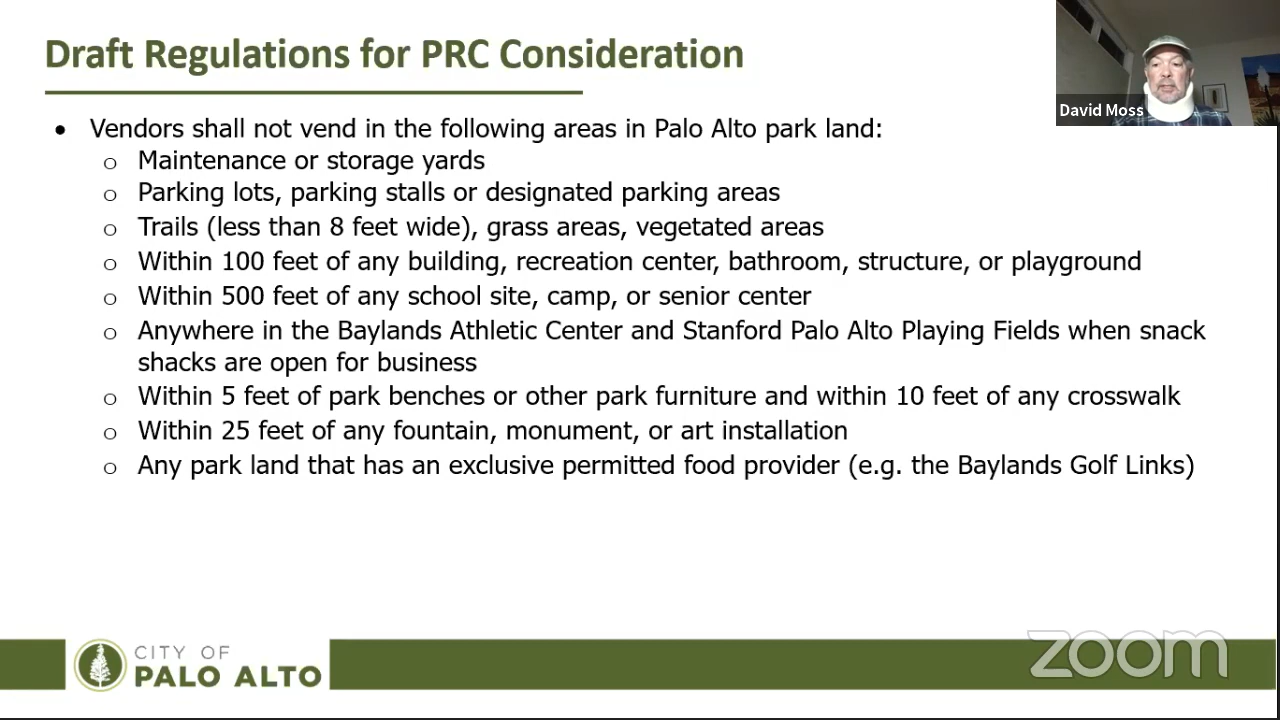 Draft Regulations for PRC Consideration
David Moss
• Vendors shall not vend in the following areas in Palo Alto park land:
o Maintenance or storage yards
o Parking lots, parking stalls or designated parking areas
o Trails (less than 8 feet wide), grass areas, vegetated areas
o Within 100 feet of any building, recreation center, bathroom, structure, or playground
o Within 500 feet of any school site, camp, or senior center
o Anywhere in the Baylands Athletic Center and Stanford Palo Alto Playing Fields when snack
shacks are open for business
o Within 5 feet of park benches or other park furniture and within 10 feet of any crosswalk
o Within 25 feet of any fountain, monument, or art installation
o Any park land that has an exclusive permitted food provider (e.g. the Baylands Golf Links)
CITY OF
PALO ALTO
zoom